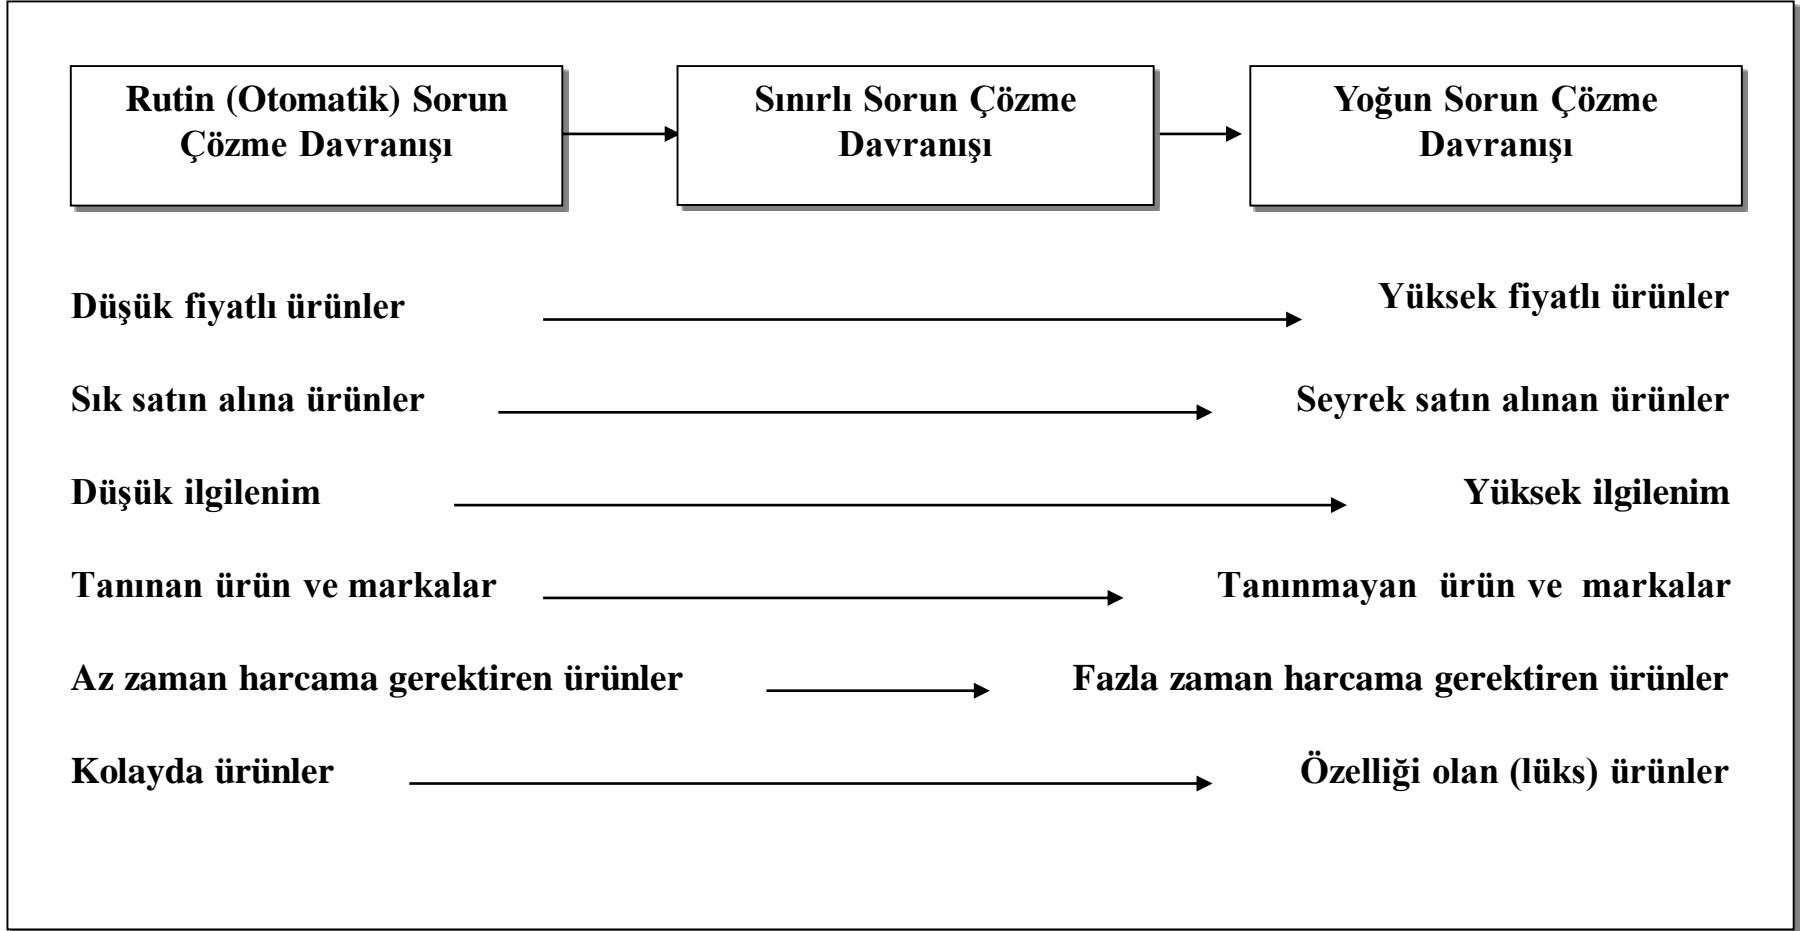 Rutin (Otomatik) Sorun
Çözme Davranışı
Sınırlı Sorun Çözme
Davranışı
Yoğun Sorun Çözme
Davranışı
Düşük fiyatlı ürünler
Yüksek fiyatlı ürünler
Sık satın alına ürünler
Seyrek satın alınan ürünler
Düşük ilgilenim
Yüksek ilgilenim
Tanınan ürün ve markalar
Tanınmayan ürün ve markalar
Az zaman harcama gerektiren ürünler
Fazla zaman harcama gerektiren ürünler
Kolayda ürünler
Özelliği olan (lüks) ürünler